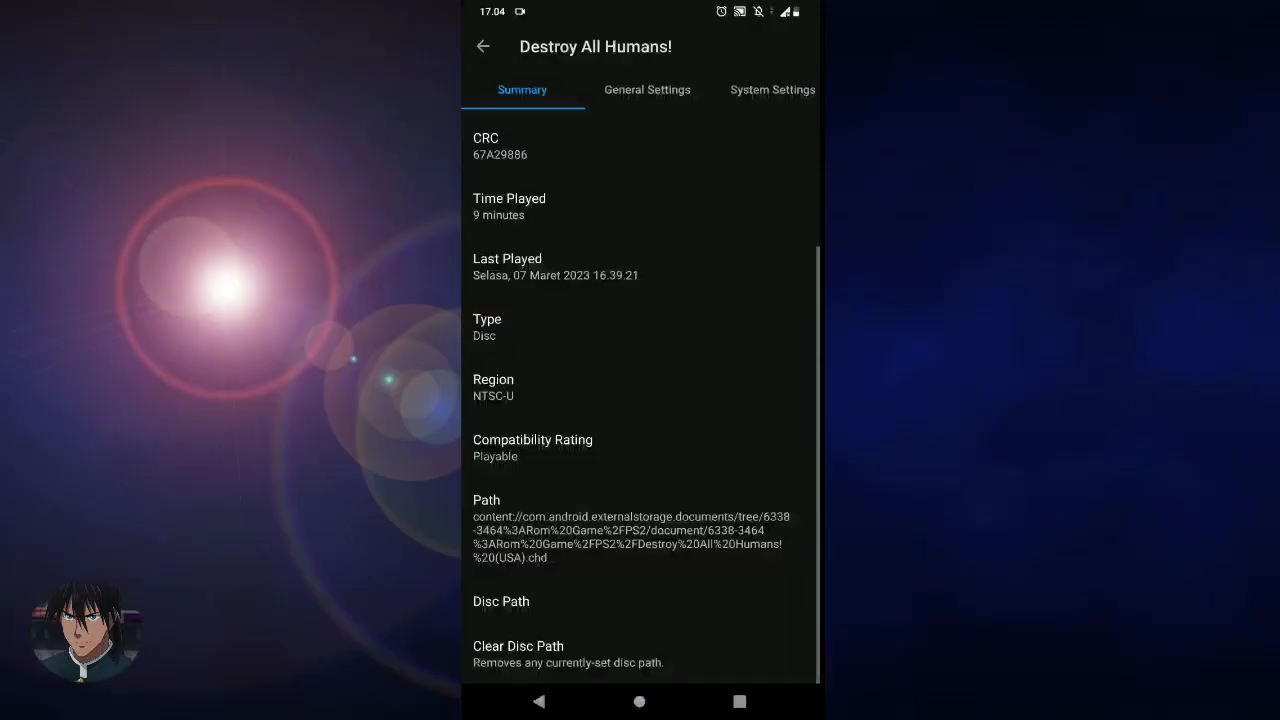 17.04
Destroy All Humans!
Summary General Settings System Settings
CRC
67A29886
Time Played
9 minutes
Last Played
Selasa, 07 Maret 2023 16.39.21
Type
Disc
Region
NTSC-U
Compatibility Rating
Playable
Path
content://com.android.externalstorage.documents/tree/6338
-3464%3ARom%20Game%2FPS2/document/6338-3464
%3ARom%20Game%2FPS2%2FDestroy%20All%20Humans!
%20(USA).chd
Disc Path
Clear Disc Path
Removes any currently-set disc path.